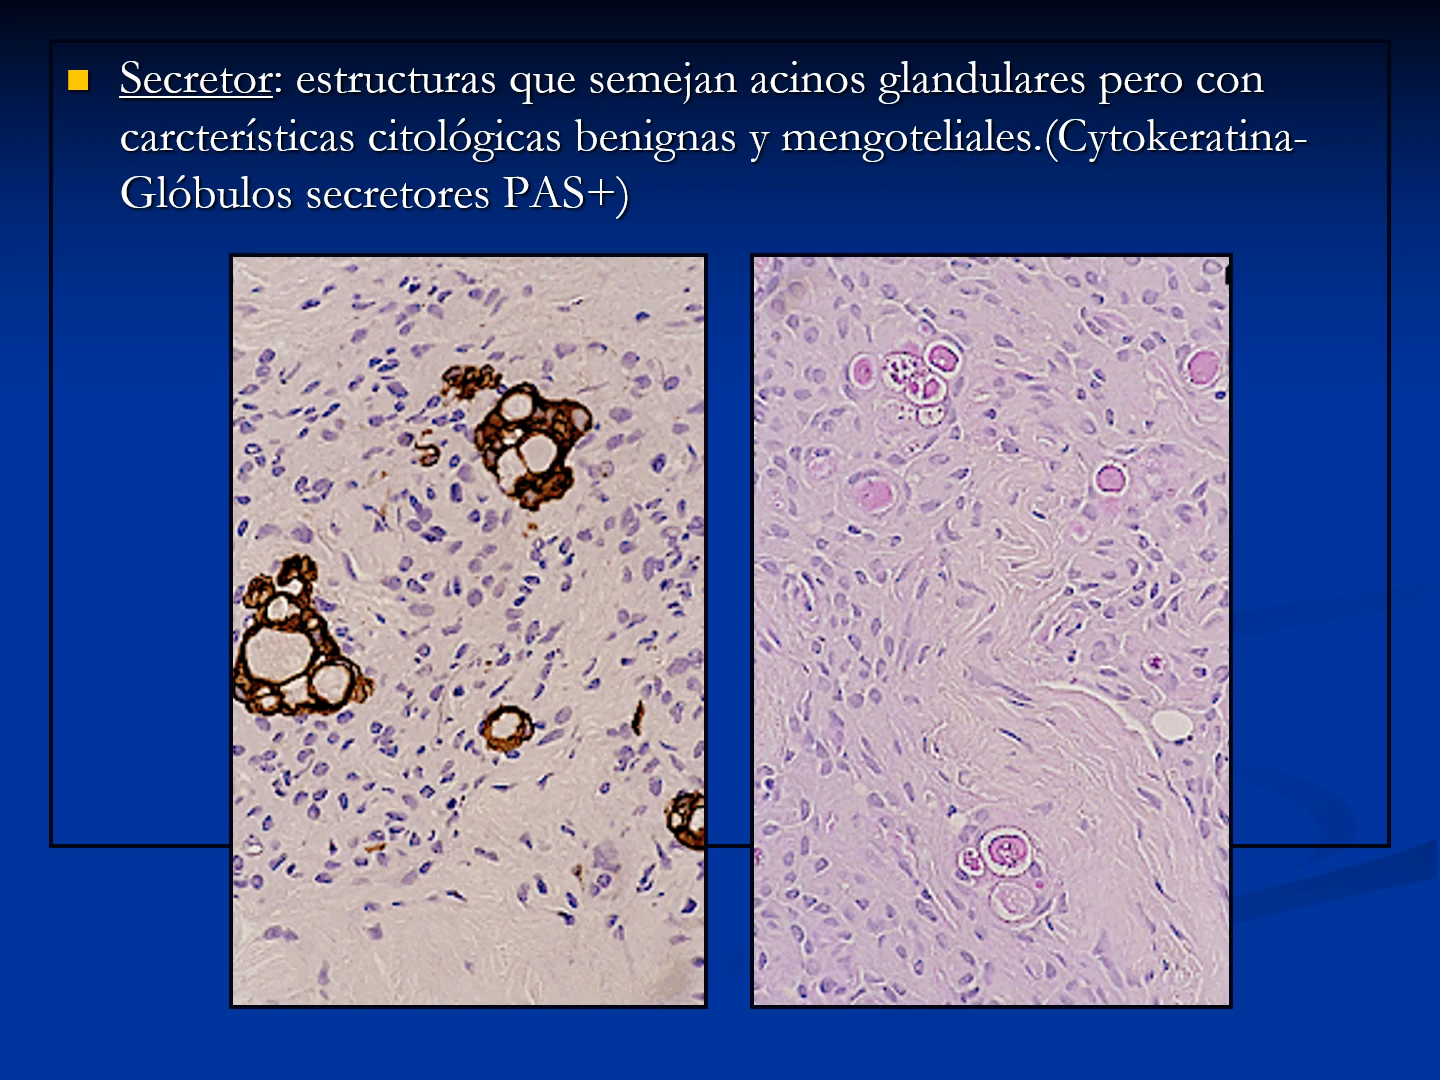 Secretor: estructuras que semejan acinos glandulares pero con
carcterísticas citológicas benignas y mengoteliales.(Cytokeratina-
Glóbulos secretores PAS+)